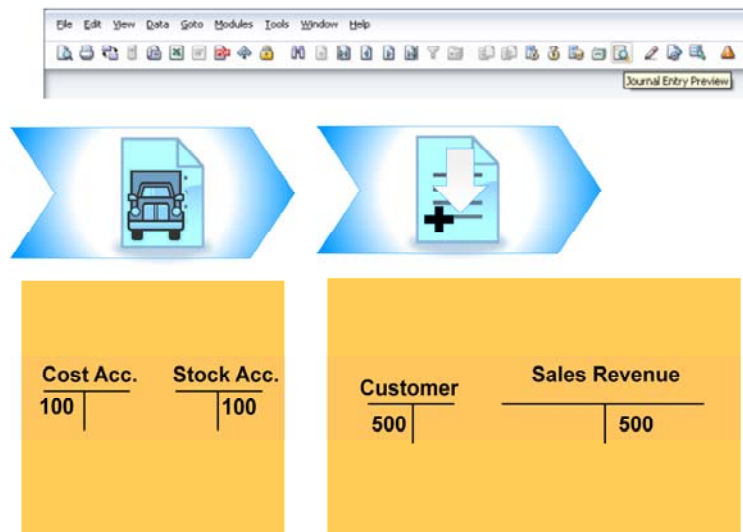 File Edit View Data Goto Modules Tools Window Help
Journal Entry Preview
Cost Acc. Stock Acc.
100 100
Customer Sales Revenue
500 500